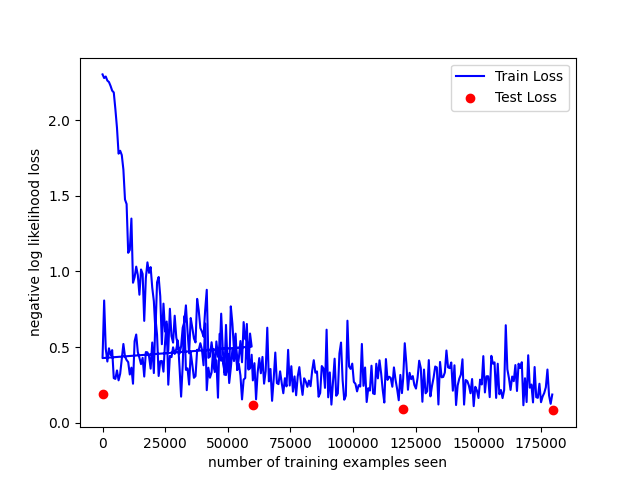 Train Loss
Test Loss
2.0
1.5
1.0
0.5
0.0
negative log likelihood loss
0 25000 50000 75000 100000 125000 150000 175000
number of training examples seen